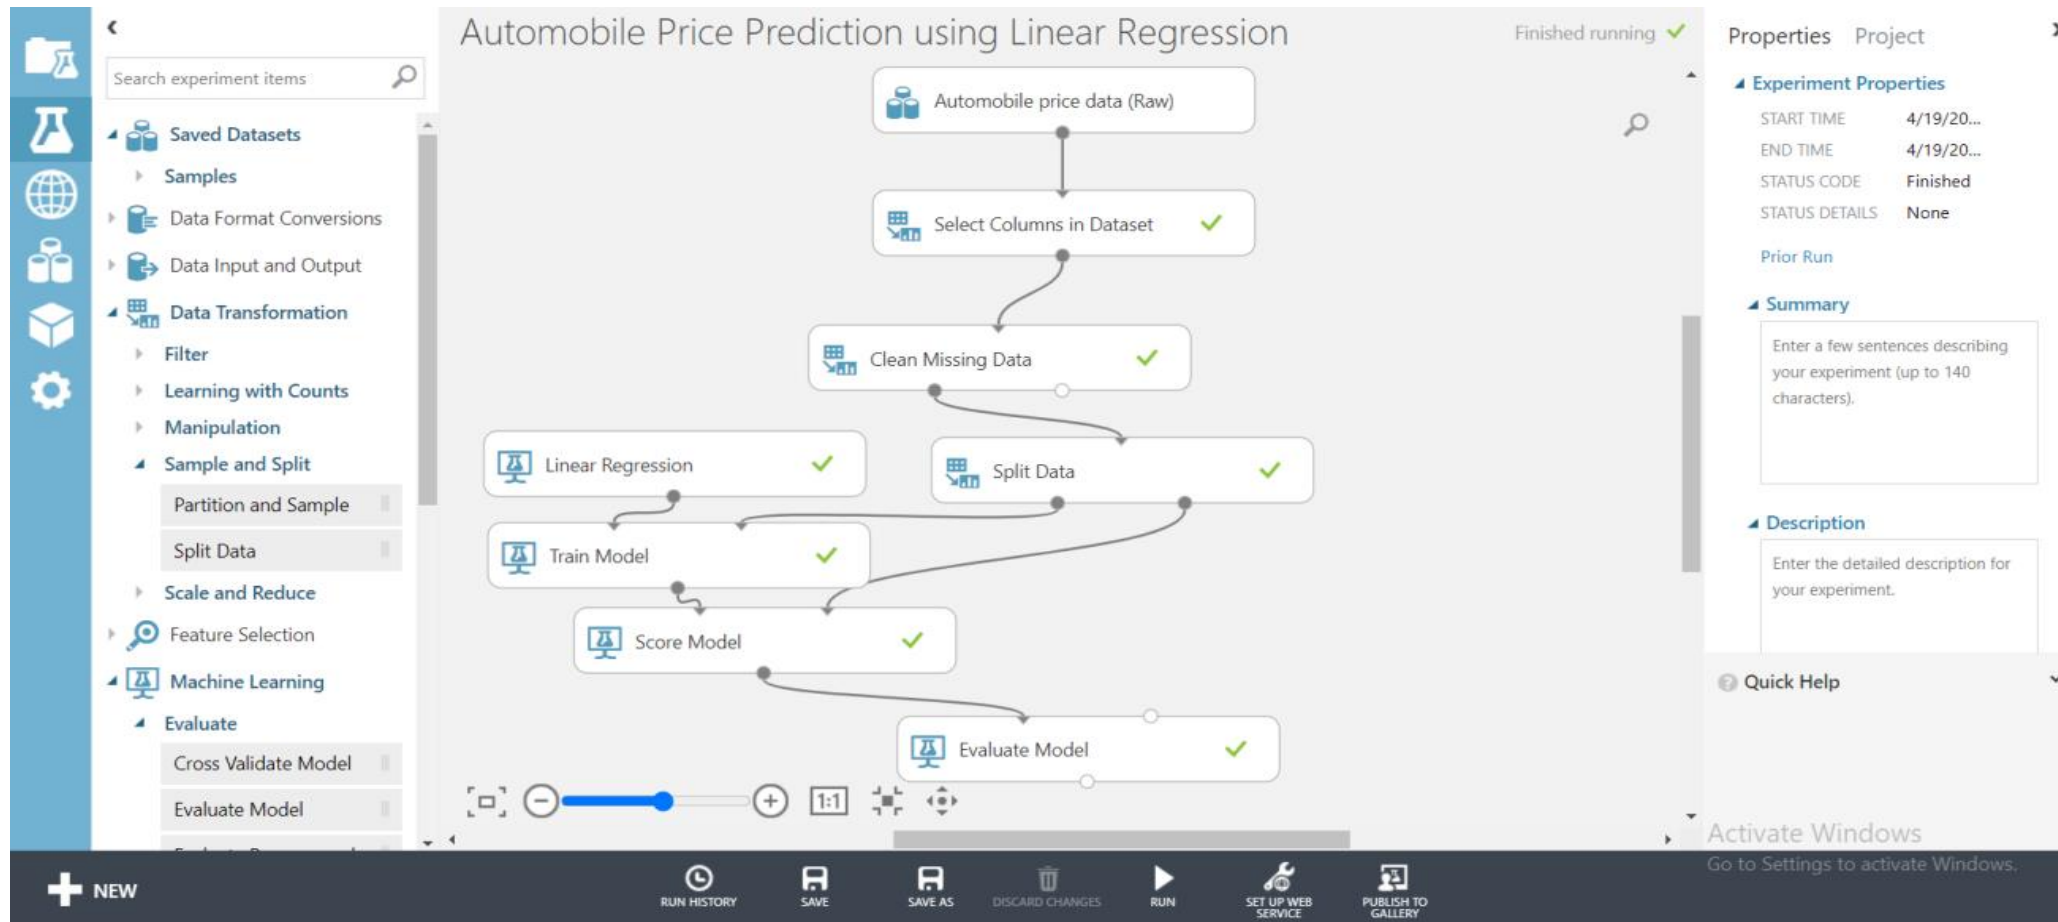 Automobile Price Prediction using Linear Regression
Finished running
Search experiment items
Saved Datasets
Samples
Data Format Conversions
Data Input and Output
Data Transformation
Filter
Learning with Counts
Manipulation
Sample and Split
Partition and Sample
Split Data
Scale and Reduce
Feature Selection
Machine Learning
Evaluate
Cross Validate Model
Evaluate Model
Automobile price data (Raw)
Select Columns in Dataset
Clean Missing Data
Linear Regression
Split Data
Train Model
Score Model
Evaluate Model
1:1
Properties Project
Experiment Properties
START TIME 4/19/20...
END TIME 4/19/20...
STATUS CODE Finished
STATUS DETAILS None
Prior Run
Summary
Enter a few sentences describing
your experiment (up to 140
characters).
Description
Enter the detailed description for
your experiment.
Quick Help
Activate Windows
Go to Settings to activate Windows.
NEW
RUN HISTORY
SAVE
SAVE AS
DISCARD CHANGES
RUN
SET UP WEB
SERVICE
PUBLISH TO
GALLERY